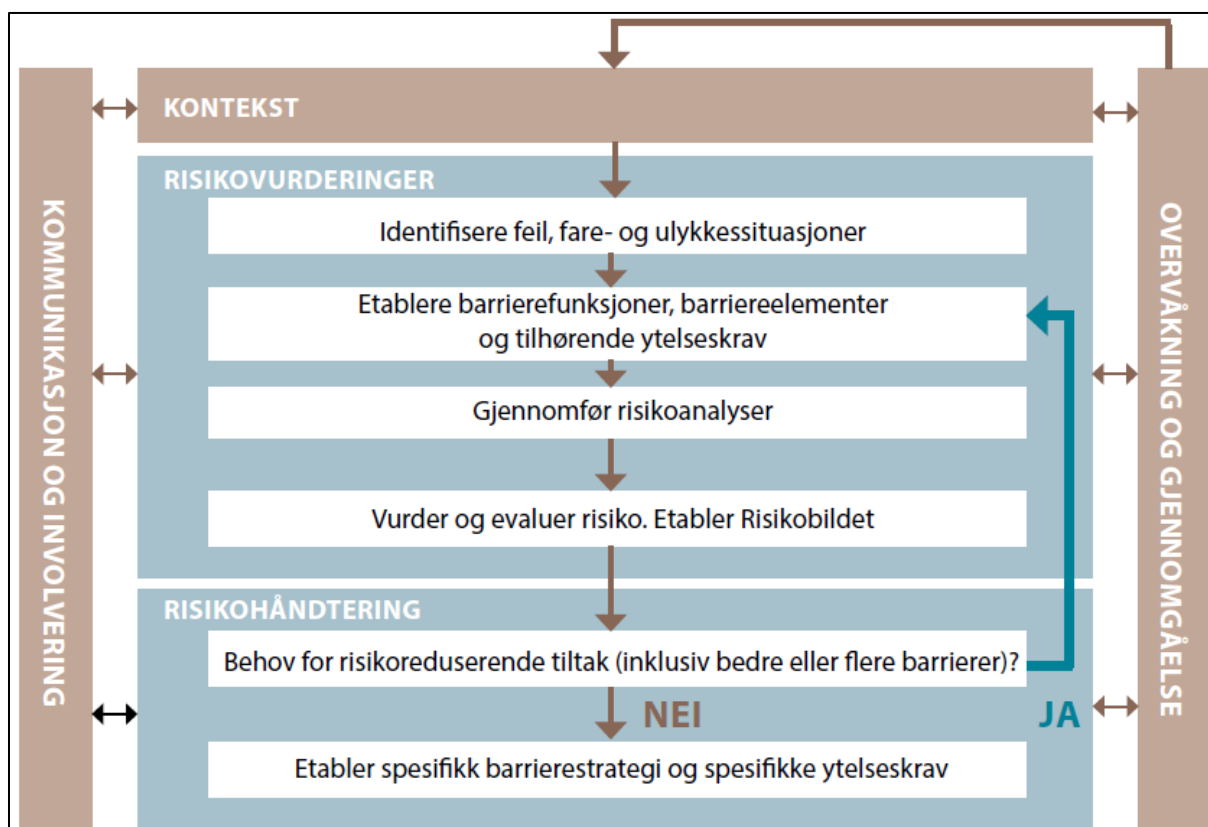 KONTEKST
RISIKOVURDERINGER
Identifisere feil, fare- og ulykkessituasjoner
Etablere barrierefunksjoner, barriereelementer
og tilhørende ytelseskrav
Gjennomfør risikoanalyser
Vurder og evaluer risiko. Etabler Risikobildet
RISIKOHÅNDTERING
Behov for risikoreduserende tiltak (inklusiv bedre eller flere barrierer)?
NEI
JA
Etabler spesifikk barrierestrategi og spesifikke ytelseskrav
KOMMUNIKASJON OG INVOLVERING
OVERVÅKNING OG GJENNOMGÅELSE